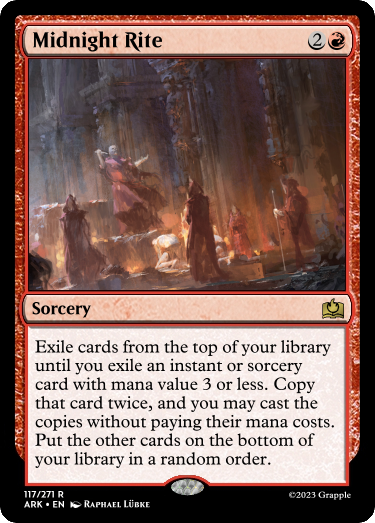 Midnight Rite 2
Sorcery
Exile cards from the top of your library
until you exile an instant or sorcery
card with mana value 3 or less. Copy
that card twice, and you may cast the
copies without paying their mana costs.
Put the other cards on the bottom of
your library in a random order.
117/271 R
ARK • EN Raphael Lübke
©2023 Grapple